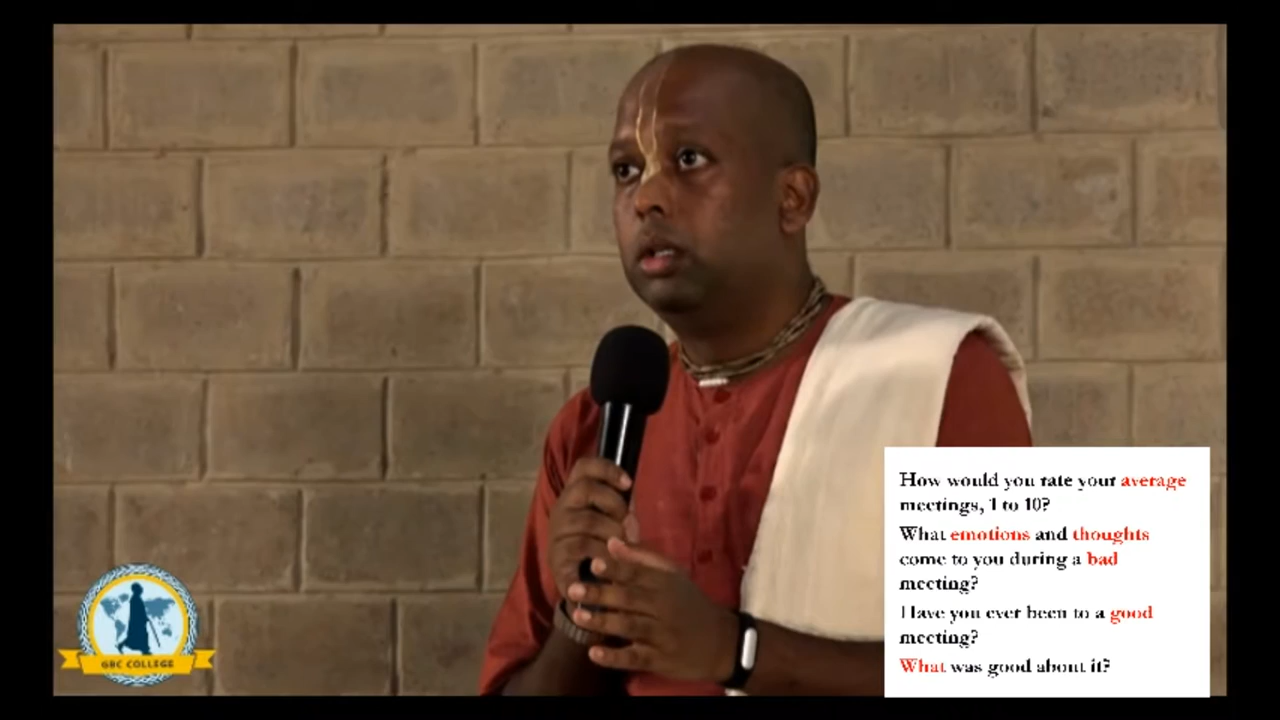 How would you rate your average
meetings, 1 to 10?
What emotions and thoughts
come to you during a bad
meeting?
Have you ever been to a good
meeting?
What was good about it?
GBC COLLEGE